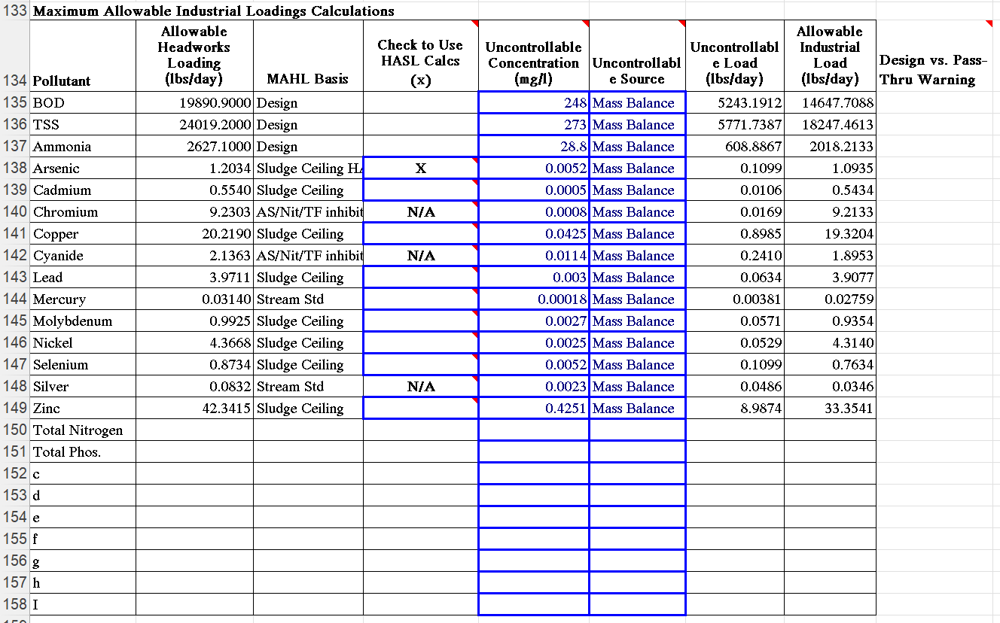 133 Maximum Allowable Industrial Loadings Calculations
134 Pollutant Allowable Headworks Loading (lbs/day) MAHL Basis Check to Use HASL Calcs (x) Uncontrollable Concentration (mg/l) Uncontrollabl e Source Uncontrollabl e Load (lbs/day) Allowable Industrial Load (lbs/day) Design vs. Pass-Thru Warning
135 BOD 19890.9000 Design 248 Mass Balance 5243.1912 14647.7088
136 TSS 24019.2000 Design 273 Mass Balance 5771.7387 18247.4613
137 Ammonia 2627.1000 Design 28.8 Mass Balance 608.8867 2018.2133
138 Arsenic 1.2034 Sludge Ceiling HA X 0.0052 Mass Balance 0.1099 1.0935
139 Cadmium 0.5540 Sludge Ceiling 0.0005 Mass Balance 0.0106 0.5434
140 Chromium 9.2303 AS/Nit/TF inhibit N/A 0.0008 Mass Balance 0.0169 9.2133
141 Copper 20.2190 Sludge Ceiling 0.0425 Mass Balance 0.8985 19.3204
142 Cyanide 2.1363 AS/Nit/TF inhibit N/A 0.0114 Mass Balance 0.2410 1.8953
143 Lead 3.9711 Sludge Ceiling 0.003 Mass Balance 0.0634 3.9077
144 Mercury 0.03140 Stream Std 0.00018 Mass Balance 0.00381 0.02759
145 Molybdenum 0.9925 Sludge Ceiling 0.0027 Mass Balance 0.0571 0.9354
146 Nickel 4.3668 Sludge Ceiling 0.0025 Mass Balance 0.0529 4.3140
147 Selenium 0.8734 Sludge Ceiling 0.0052 Mass Balance 0.1099 0.7634
148 Silver 0.0832 Stream Std N/A 0.0023 Mass Balance 0.0486 0.0346
149 Zinc 42.3415 Sludge Ceiling 0.4251 Mass Balance 8.9874 33.3541
150 Total Nitrogen
151 Total Phos.
152 c
153 d
154 e
155 f
156 g
157 h
158 I